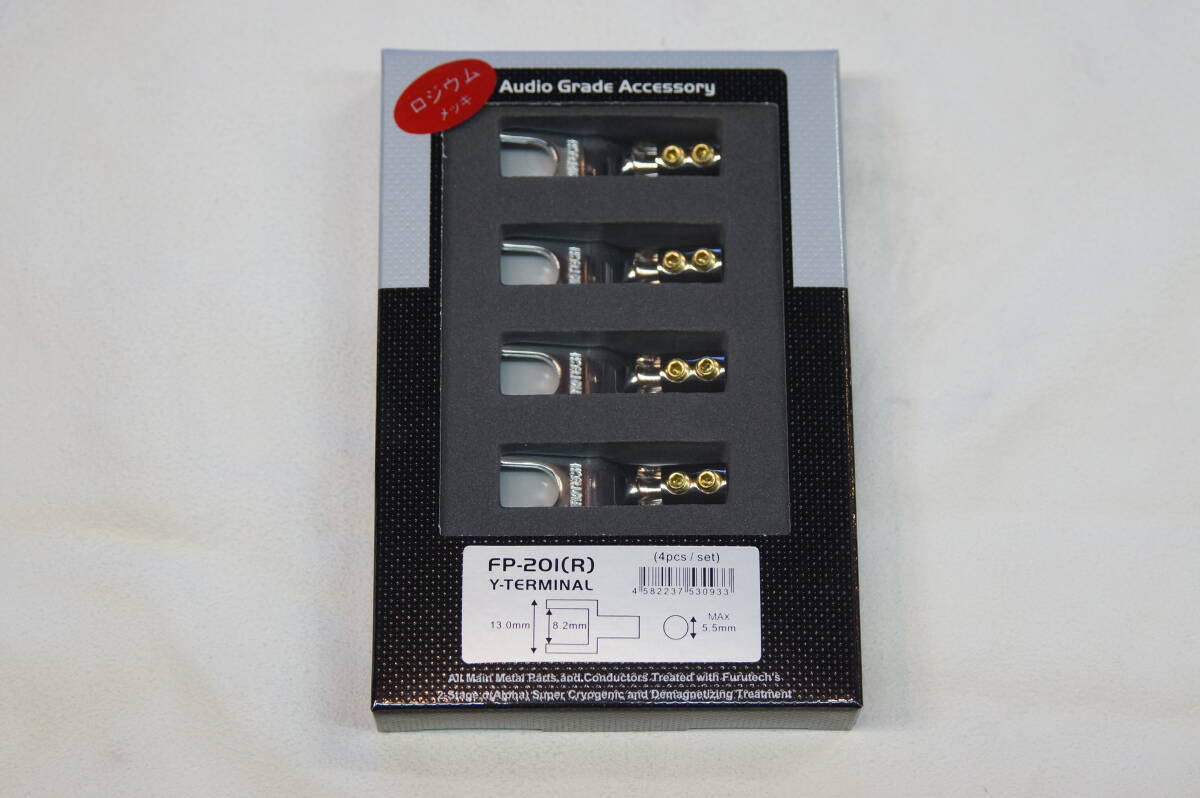 ロジウム
メッキ
Audio Grade Accessory
FP-201(R)
Y-TERMINAL
(4pcs/set)
4 582237 530933
13.0mm
8.2mm
MAX
5.5mm
All Main Metal Parts and Conductors Treated with Furutech's
2 Stage α(Alpha) Super Cryogenic and Demagnetizing Treatment